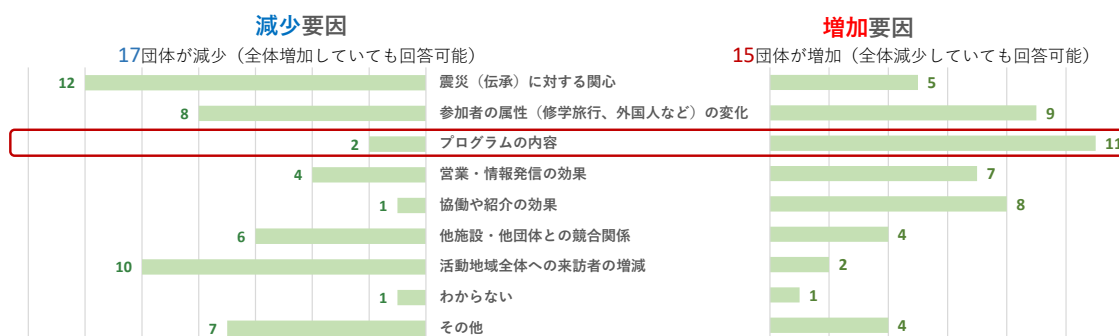 減少要因 増加要因
17団体が減少（全体増加していても回答可能） 15団体が増加（全体減少していても回答可能）
12 震災（伝承）に対する関心 5
8 参加者の属性（修学旅行、外国人など）の変化 9
2 プログラムの内容 11
4 営業・情報発信の効果 7
1 協働や紹介の効果 8
6 他施設・他団体との競合関係 4
10 活動地域全体への来訪者の増減 2
1 わからない 1
7 その他 4